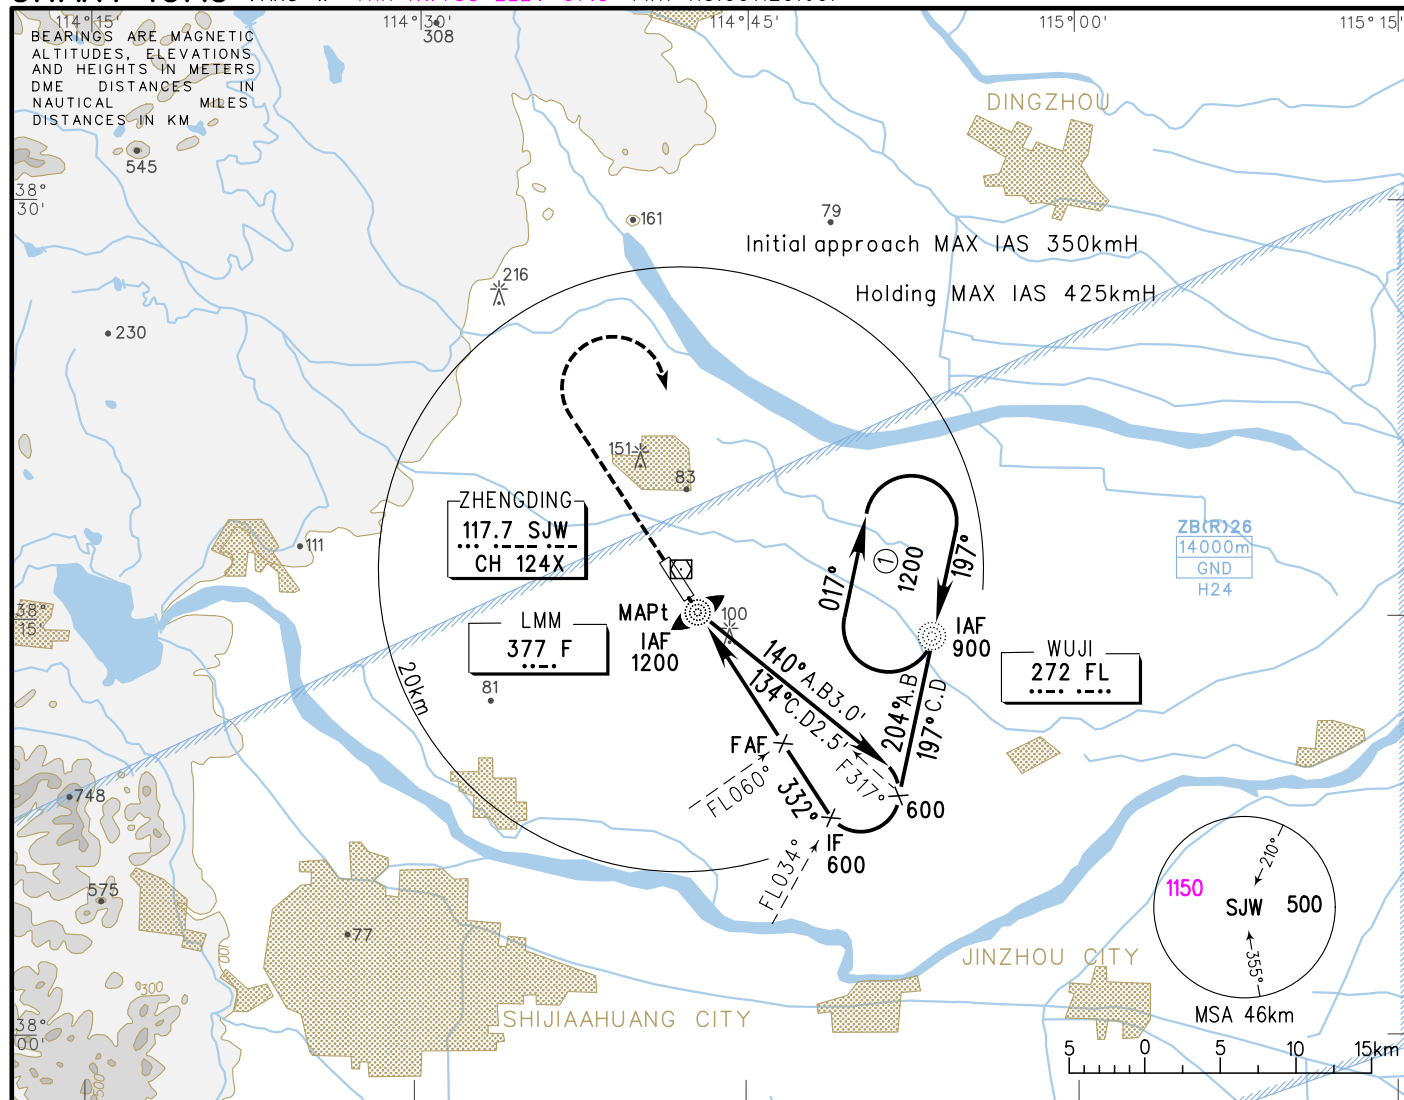 114°15'
114°30'
114°45'
115°00'
115°15'
308
BEARINGS ARE MAGNETIC
ALTITUDES, ELEVATIONS
AND HEIGHTS IN METERS
DME DISTANCES IN
NAUTICAL MILES
DISTANCES IN KM
DINGZHOU
545
38°
30'
161
79
Initial approach MAX IAS 350kmH
216
Holding MAX IAS 425kmH
230
151
83
ZHENGDING
117.7 SJW
CH 124X
ZB(R)26
14000m
GND
H24
111
1
1200
017°
197°
38°
15'
MAPt
IAF
1200
100
LMM
377 F
IAF
900
WUJI
272 FL
140°A.B3.0'
134°C.D2.5'
204°A.B
197°C.D
20km
81
FAF
FL060°
F317°
332°
600
748
IF
600
FL034°
210°
1150
SJW
500
355°
MSA 46km
575
77
JINZHOU CITY
300
SHIJIAAHUANG CITY
38°
00'
500
5 0 5 10 15km